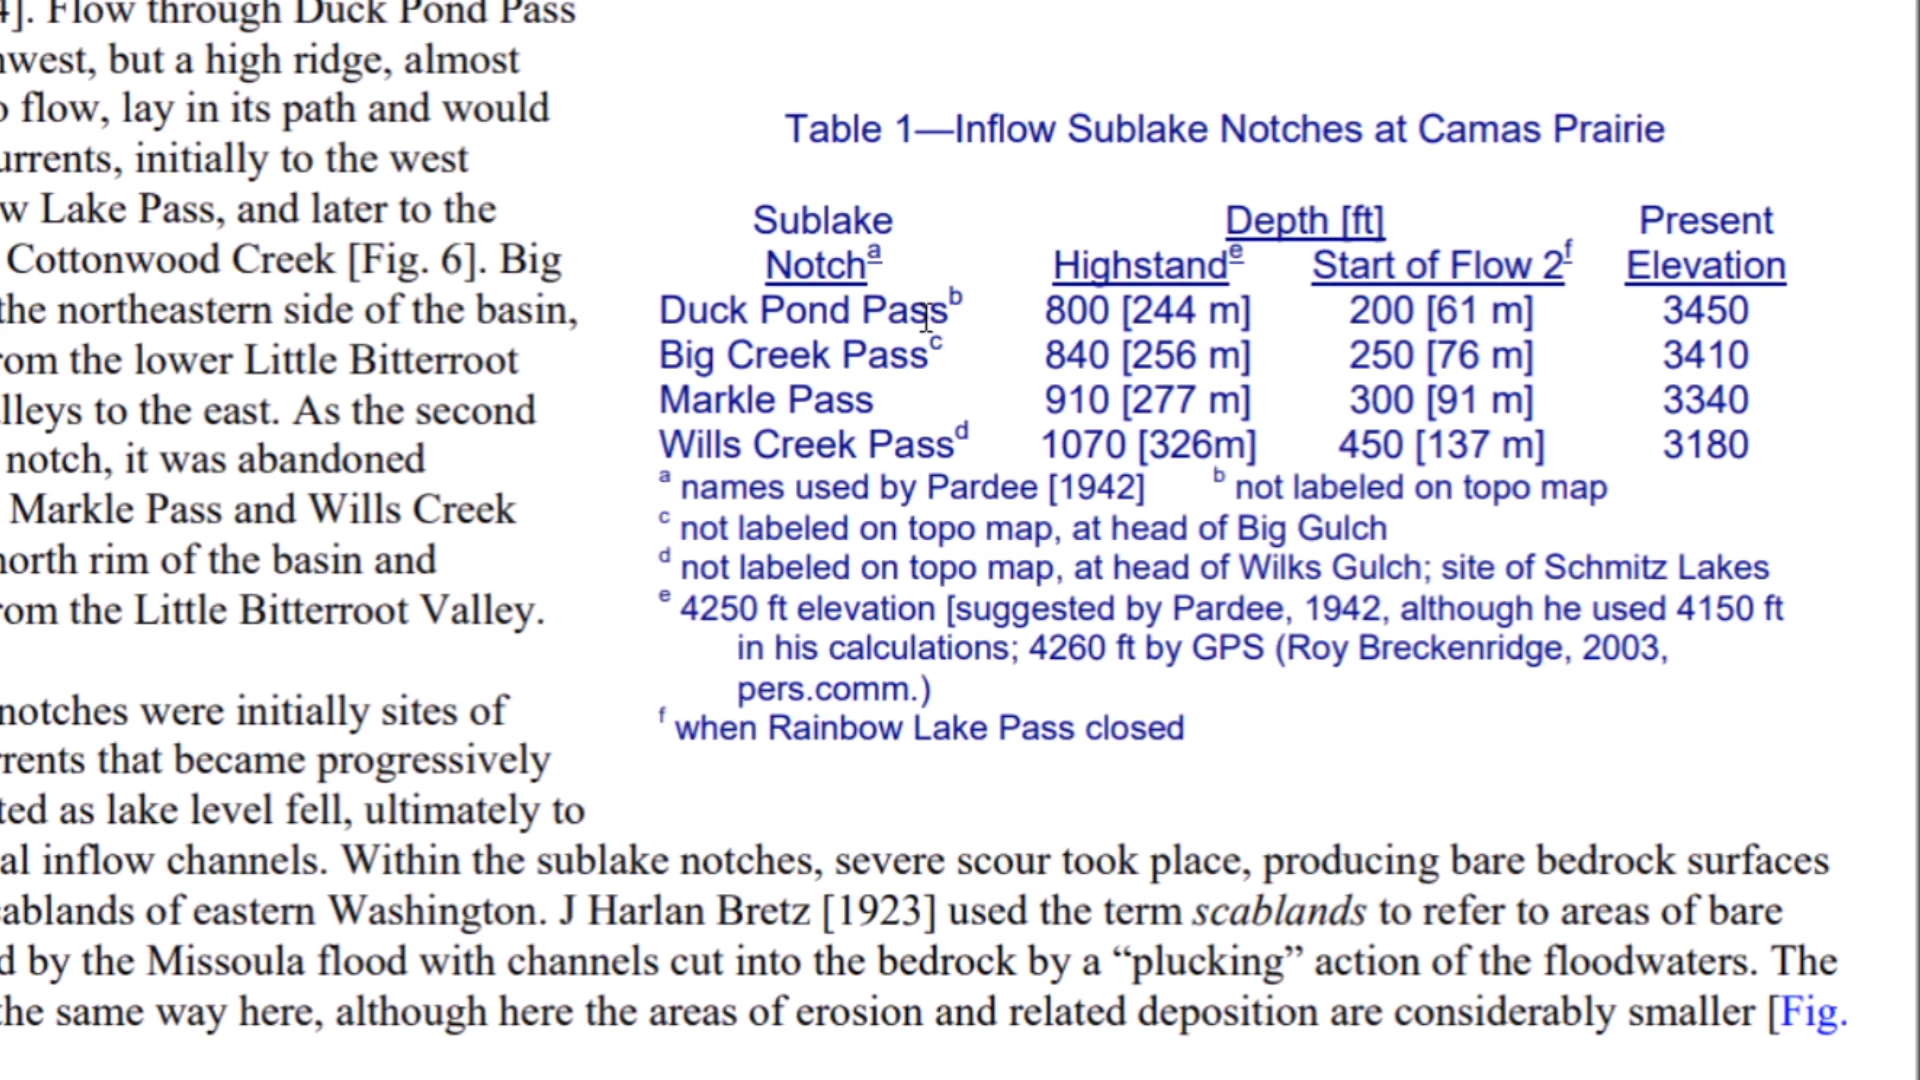 4]. Flow through Duck Pond Pass
west, but a high ridge, almost
flow, lay in its path and would
urrents, initially to the west
w Lake Pass, and later to the
Cottonwood Creek [Fig. 6]. Big
the northeastern side of the basin,
rom the lower Little Bitterroot
lleys to the east. As the second
notch, it was abandoned
Markle Pass and Wills Creek
north rim of the basin and
rom the Little Bitterroot Valley.
notches were initially sites of
rrents that became progressively
ted as lake level fell, ultimately to
Table 1—Inflow Sublake Notches at Camas Prairie
Sublake Depth [ft] Present
Notch^a Highstand^e Start of Flow 2^f Elevation
Duck Pond Pass^b 800 [244 m] 200 [61 m] 3450
Big Creek Pass^c 840 [256 m] 250 [76 m] 3410
Markle Pass 910 [277 m] 300 [91 m] 3340
Wills Creek Pass^d 1070 [326m] 450 [137 m] 3180
^a names used by Pardee [1942] ^b not labeled on topo map
^c not labeled on topo map, at head of Big Gulch
^d not labeled on topo map, at head of Wilks Gulch; site of Schmitz Lakes
^e 4250 ft elevation [suggested by Pardee, 1942, although he used 4150 ft
in his calculations; 4260 ft by GPS (Roy Breckenridge, 2003,
pers.comm.)
^f when Rainbow Lake Pass closed
al inflow channels. Within the sublake notches, severe scour took place, producing bare bedrock surfaces
ablands of eastern Washington. J Harlan Bretz [1923] used the term scablands to refer to areas of bare
d by the Missoula flood with channels cut into the bedrock by a “plucking” action of the floodwaters. The
the same way here, although here the areas of erosion and related deposition are considerably smaller [Fig.